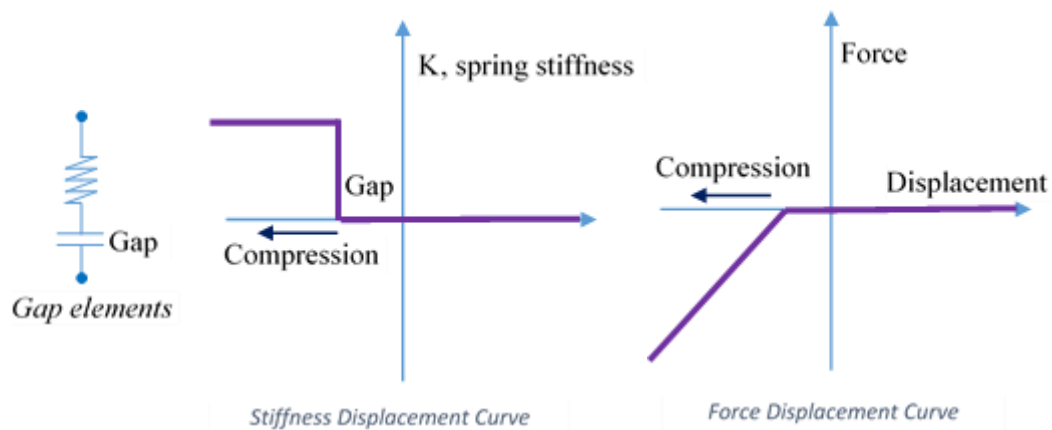 K, spring stiffness
Force
Gap
Compression
Displacement
Gap
Compression
Gap elements
Stiffness Displacement Curve
Force Displacement Curve